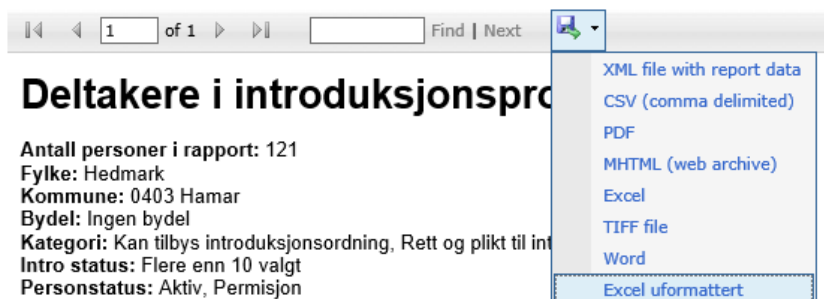 1 of 1 Find | Next
XML file with report data
CSV (comma delimited)
PDF
MHTML (web archive)
Excel
TIFF file
Word
Excel uformattert
Deltakere i introduksjonspro
Antall personer i rapport: 121
Fylke: Hedmark
Kommune: 0403 Hamar
Bydel: Ingen bydel
Kategori: Kan tilbys introduksjonsordning, Rett og plikt til int
Intro status: Flere enn 10 valgt
Personstatus: Aktiv, Permisjon